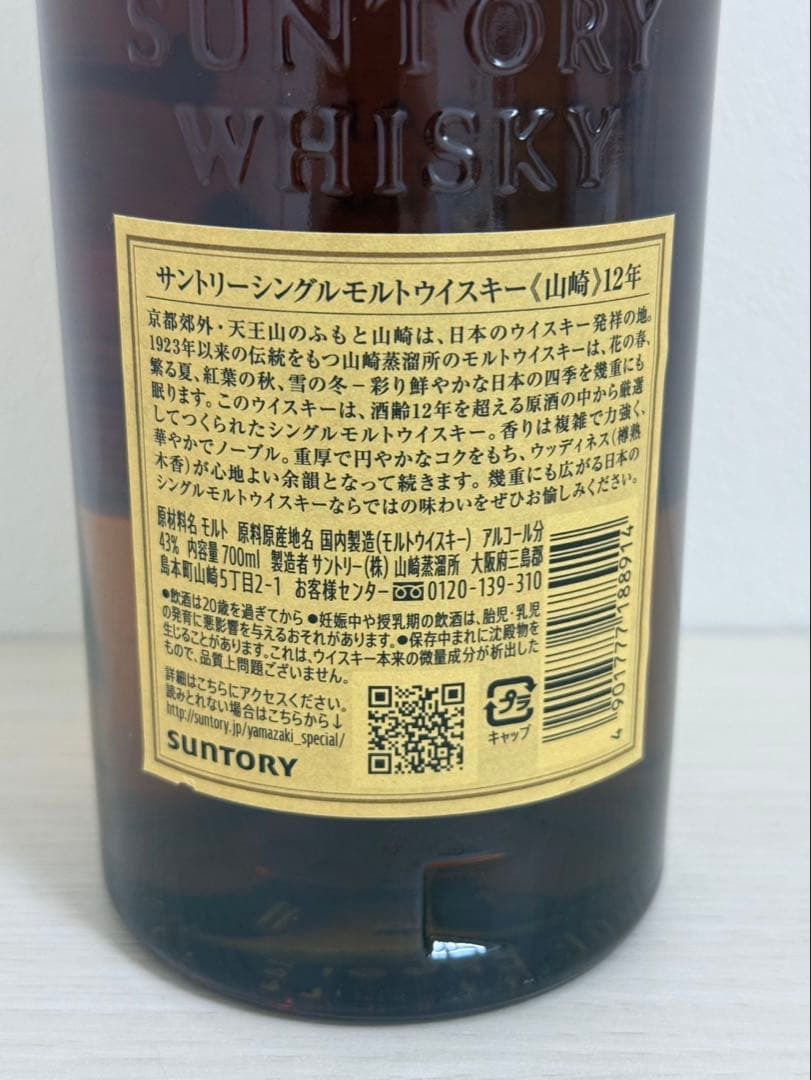 SUNTORY
WHISKY
サントリーシングルモルトウイスキー《山崎》12年
京都郊外・天王山のふもと山崎は、日本のウイスキー発祥の地。
1923年以来の伝統をもつ山崎蒸溜所のモルトウイスキーは、花の春、
繁る夏、紅葉の秋、雪の冬－彩り鮮やかな日本の四季を幾重にも
眠ります。このウイスキーは、酒齢12年を超える原酒の中から厳選
してつくられたシングルモルトウイスキー。香りは複雑で力強く、
華やかでノーブル。重厚で円やかなコクをもち、ウッディネス（樽熟
木香）が心地よい余韻となって続きます。幾重にも広がる日本の
シングルモルトウイスキーならではの味わいをぜひお愉しみください。
原材料名 モルト 原料原産地名 国内製造（モルトウイスキー） アルコール分
43% 内容量 700ml 製造者 サントリー（株） 山崎蒸溜所 大阪府三島郡
島本町山崎5丁目2-1 お客様センター 0120-139-310
●飲酒は20歳を過ぎてから ●妊娠中や授乳期の飲酒は、胎児・乳児
の発育に悪影響を与えるおそれがあります。●保存中まれに沈殿物を
生じることがあります。これは、ウイスキー本来の微量成分が析出した
もので、品質上問題ございません。
詳細はこちらにアクセスください。
読みとれない場合はこちらから↓
http://suntory.jp/yamazaki_special/
SUNTORY
プラ
キャップ
4 901777 188914